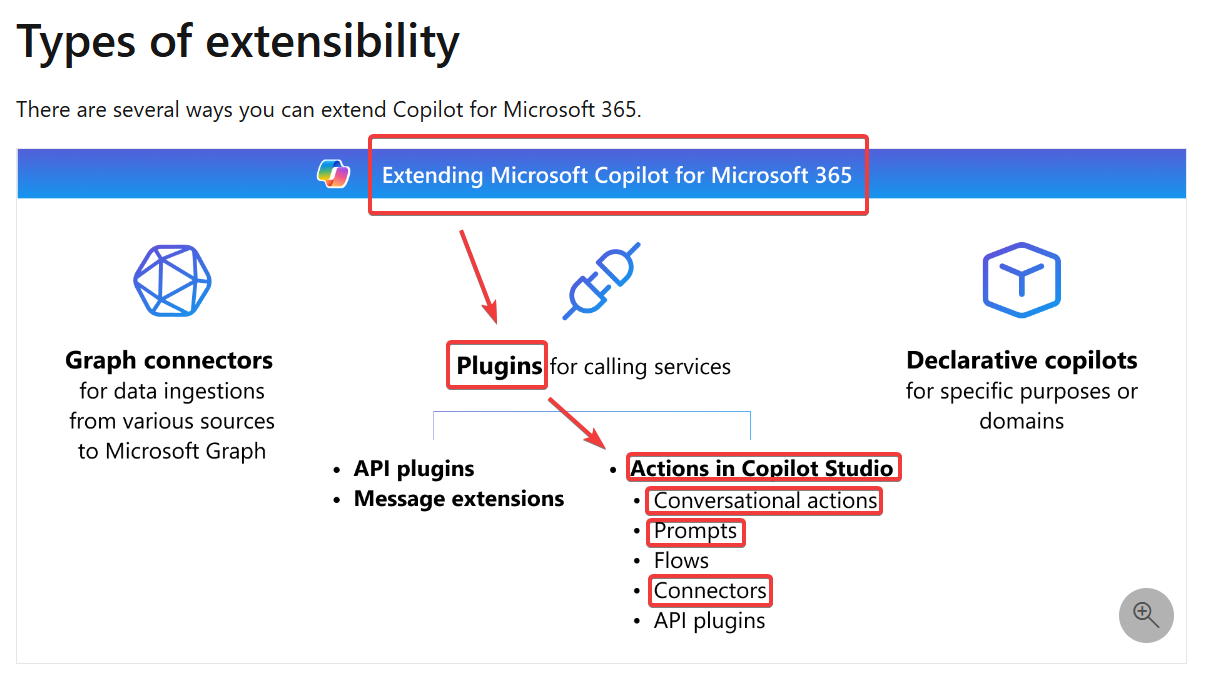 Types of extensibility
There are several ways you can extend Copilot for Microsoft 365.
Extending Microsoft Copilot for Microsoft 365
Graph connectors
for data ingestions
from various sources
to Microsoft Graph
Plugins for calling services
• API plugins
• Message extensions
• Actions in Copilot Studio
• Conversational actions
• Prompts
• Flows
• Connectors
• API plugins
Declarative copilots
for specific purposes or
domains